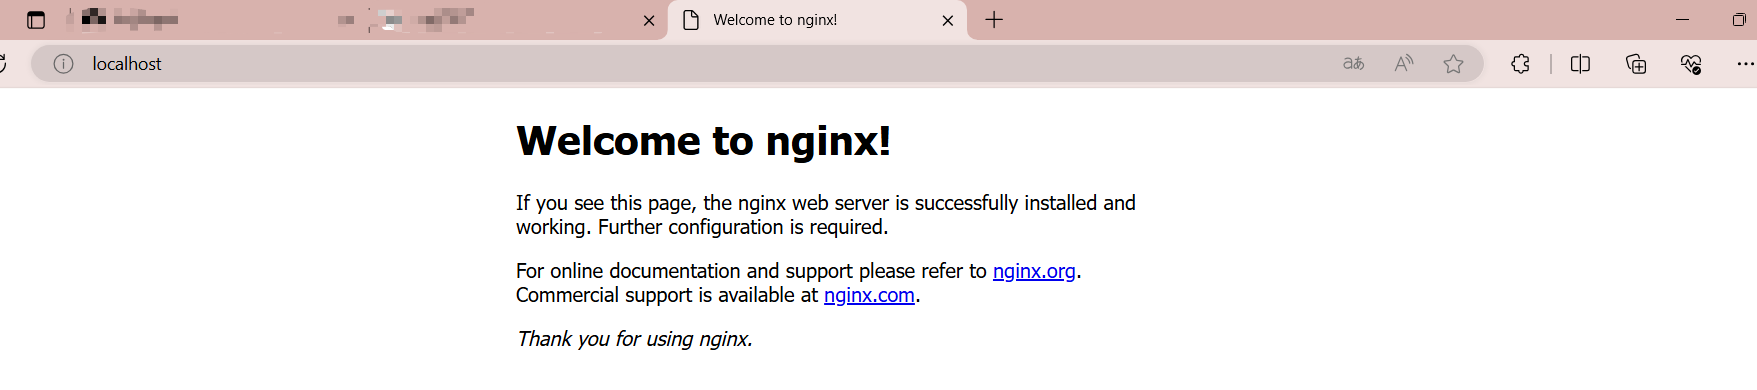 Welcome to nginx!
localhost
Welcome to nginx!
If you see this page, the nginx web server is successfully installed and
working. Further configuration is required.
For online documentation and support please refer to nginx.org.
Commercial support is available at nginx.com.
Thank you for using nginx.